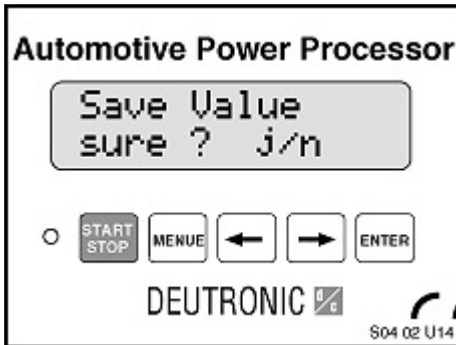 Automotive Power Processor
Save Value
sure ? j/n
START STOP MENUE ENTER
DEUTRONIC d/c
S04 02 U14